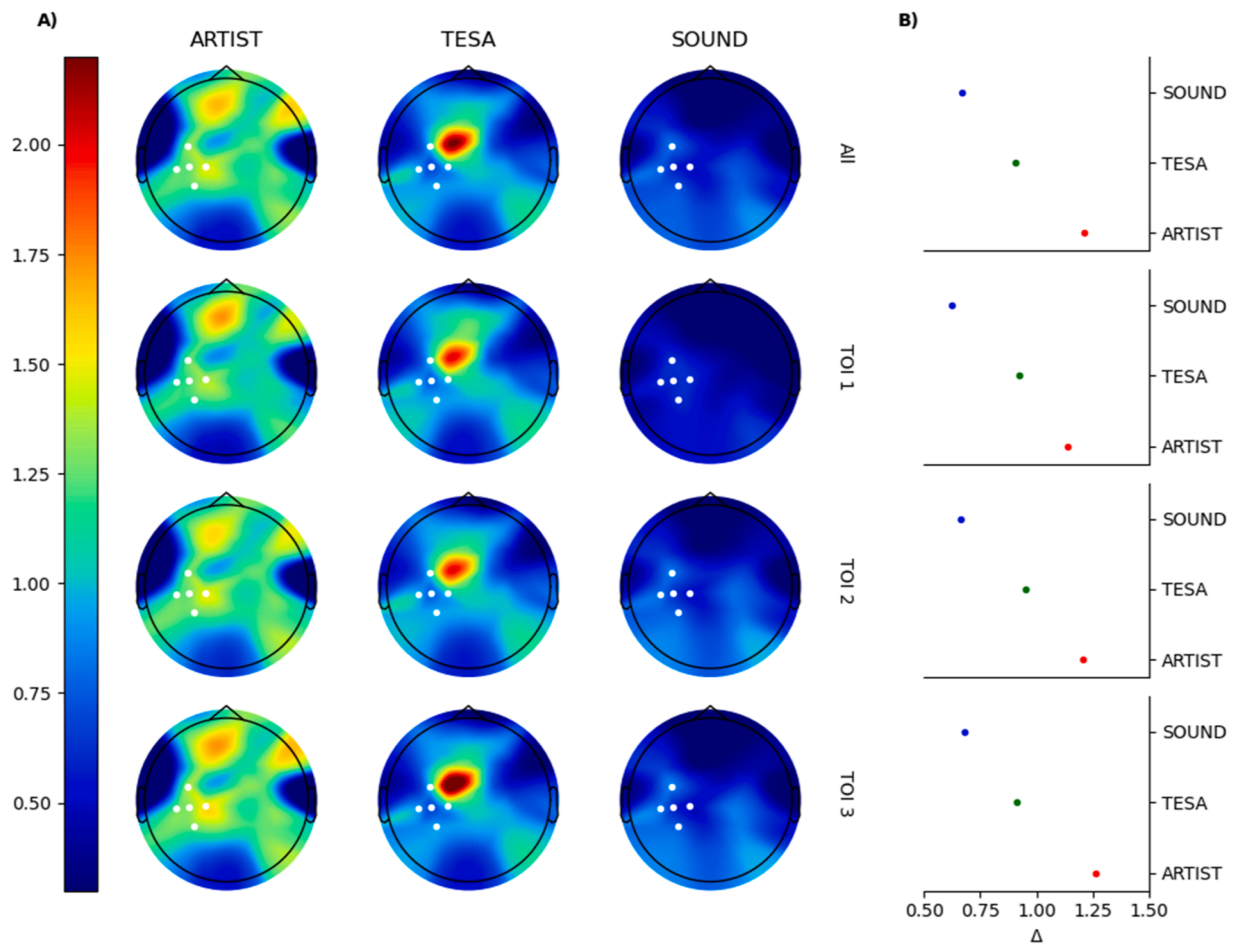 A)
B)
ARTIST TESA SOUND
2.00
1.75
1.50
1.25
1.00
0.75
0.50
All
TOI 1
TOI 2
TOI 3
SOUND
TESA
ARTIST
SOUND
TESA
ARTIST
SOUND
TESA
ARTIST
SOUND
TESA
ARTIST
0.50 0.75 1.00 1.25 1.50
Δ